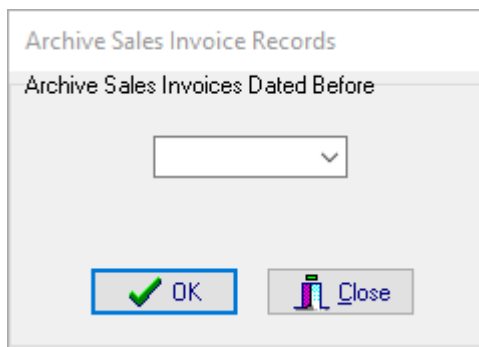 Archive Sales Invoice Records
Archive Sales Invoices Dated Before
OK
Close